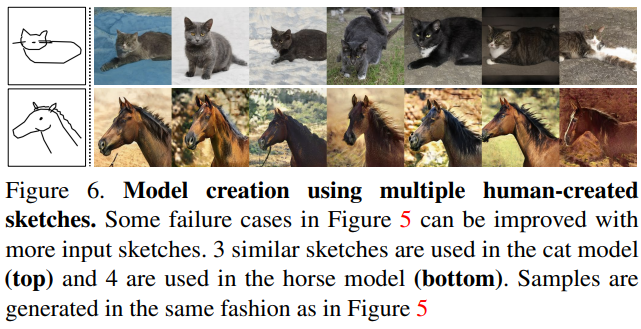 Figure 6. Model creation using multiple human-created
sketches. Some failure cases in Figure 5 can be improved with
more input sketches. 3 similar sketches are used in the cat model
(top) and 4 are used in the horse model (bottom). Samples are
generated in the same fashion as in Figure 5